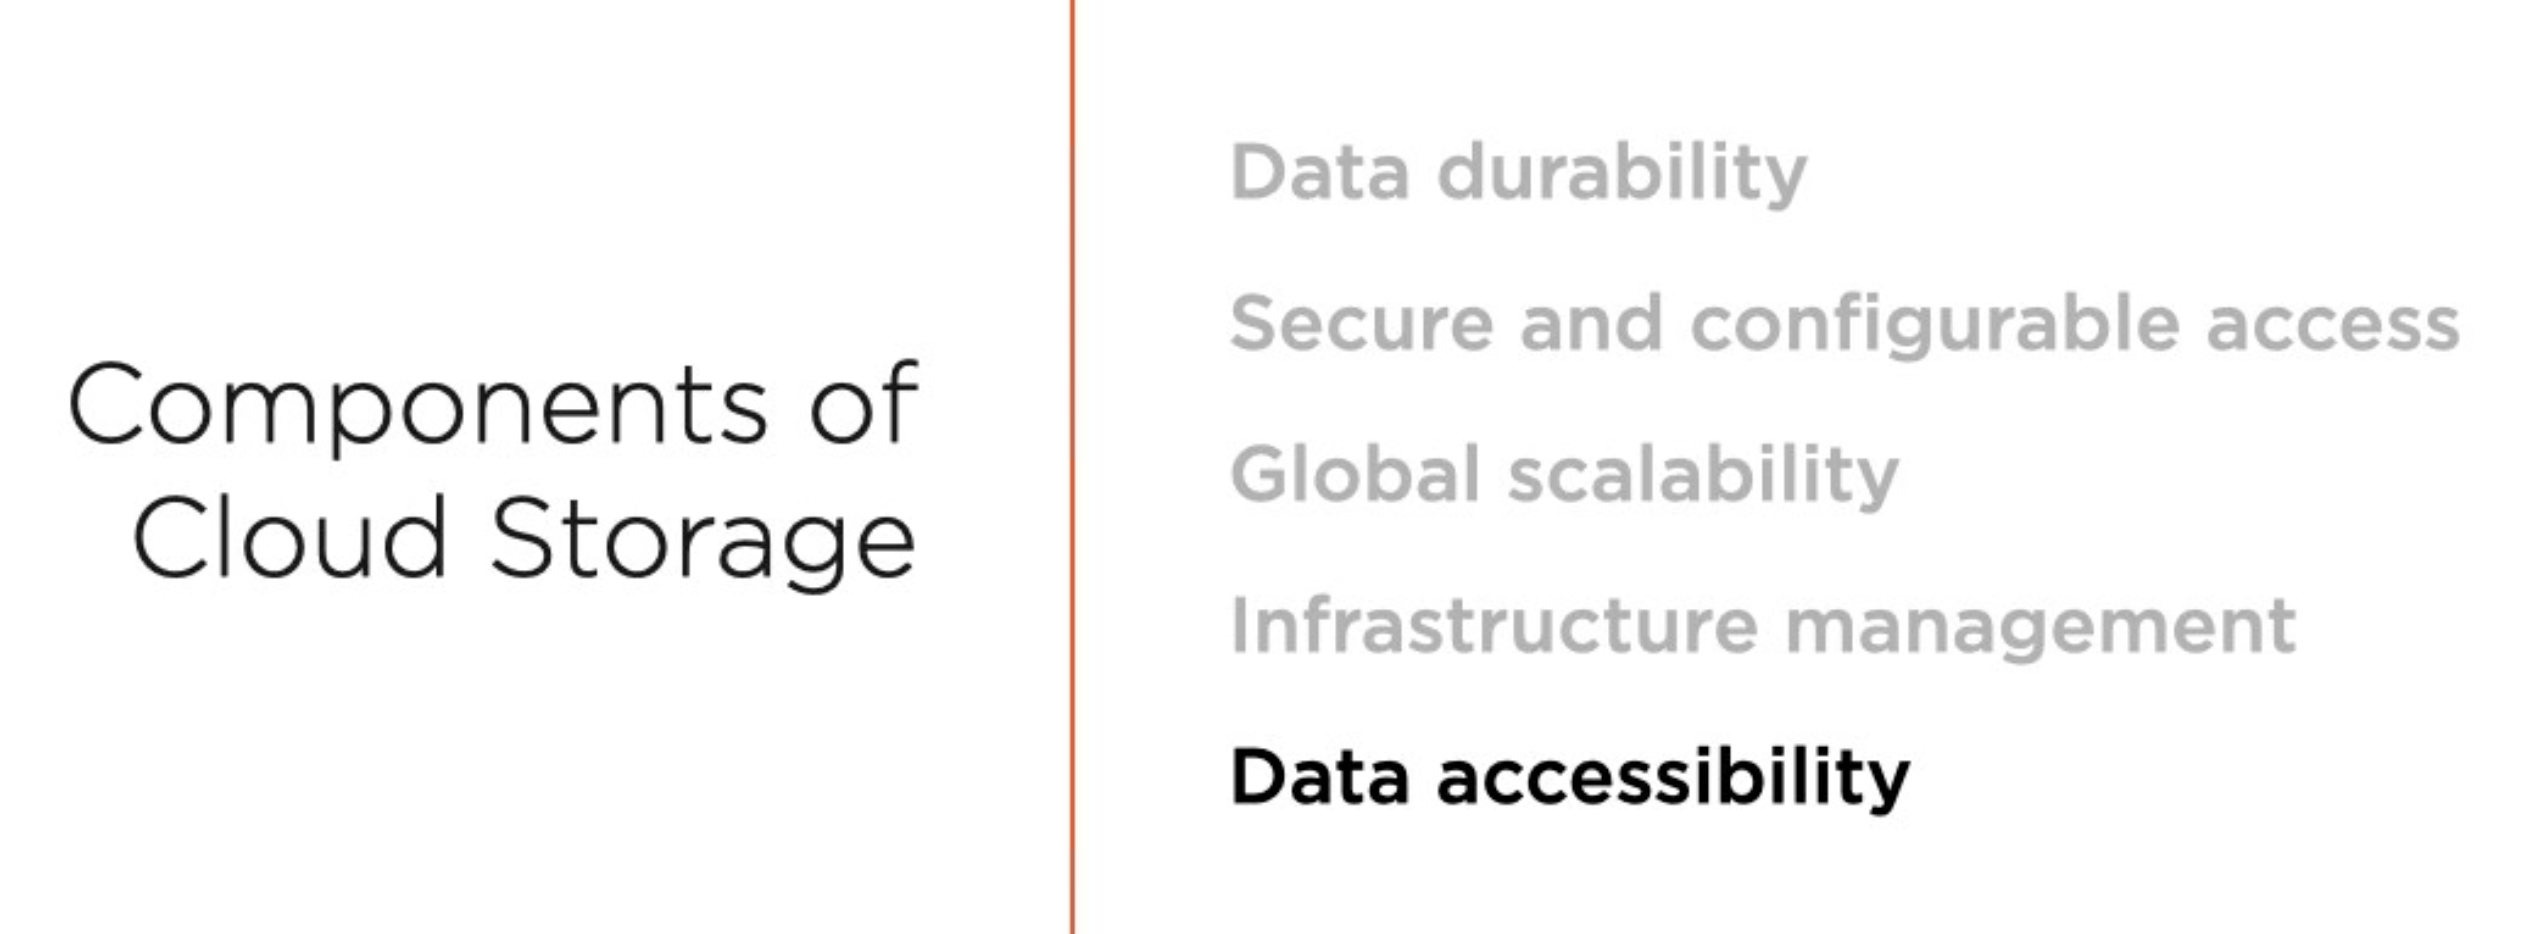 Components of
Cloud Storage
Data durability
Secure and configurable access
Global scalability
Infrastructure management
Data accessibility